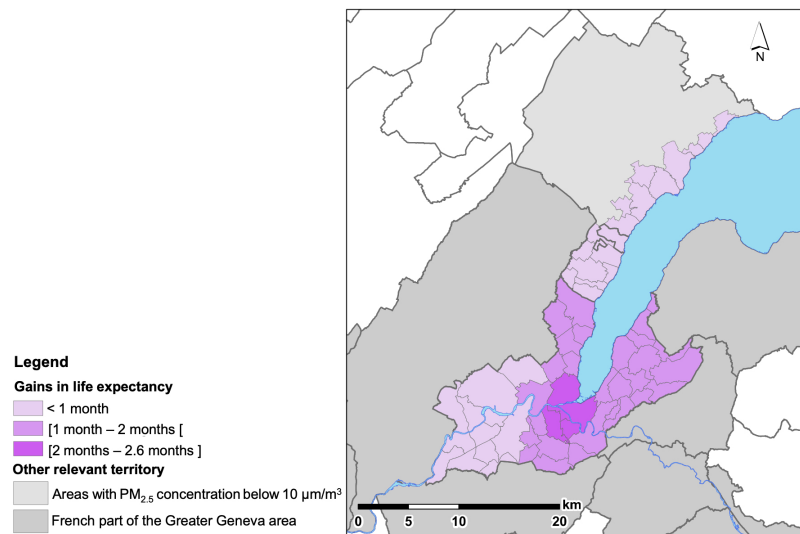 N
Legend
Gains in life expectancy
< 1 month
[1 month – 2 months [
[2 months – 2.6 months ]
Other relevant territory
Areas with PM2.5 concentration below 10 µm/m³
French part of the Greater Geneva area
km
0 5 10 20